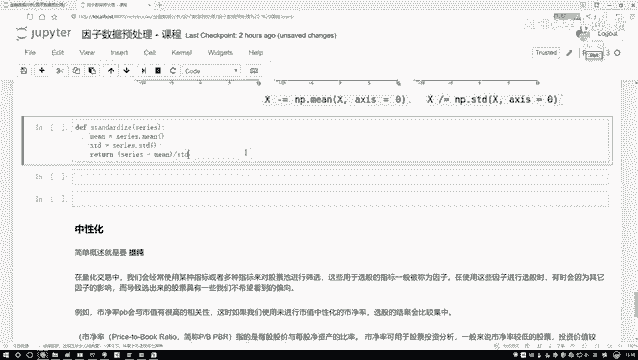 因子数据预处理 - 课程
jupyter 因子数据预处理 - 课程 Last Checkpoint: 2 hours ago (unsaved changes)
Logout
File Edit View Insert Cell Kernel Widgets Help
Trusted
Code
X -= np.mean(X, axis = 0). X /= np.std(X, axis = 0)
In [ ]: def standardize(series):
mean = series.mean()
std = series.std()
return (series - mean)/std
In [ ]:
In [ ]:
中性化
简单概述就是要 提纯
在量化交易中，我们会经常使用某种指标或者多种指标来对股票池进行筛选，这些用于选股的指标一般被称为因子。在使用这些因子进行选股时，有时会因为其它
因子的影响，而导致选出来的股票具有一些我们不希望看到的偏向。
例如，市净率pb会与市值有很高的相关性，这时如果我们使用未进行市值中性化的市净率，选股的结果会比较集中。
（市净率（Price-to-Book Ratio，简称P/B PBR）指的是每股股价与每股净资产的比率。 市净率可用于股票投资分析，一般来说市净率较低的股票，投资价值较